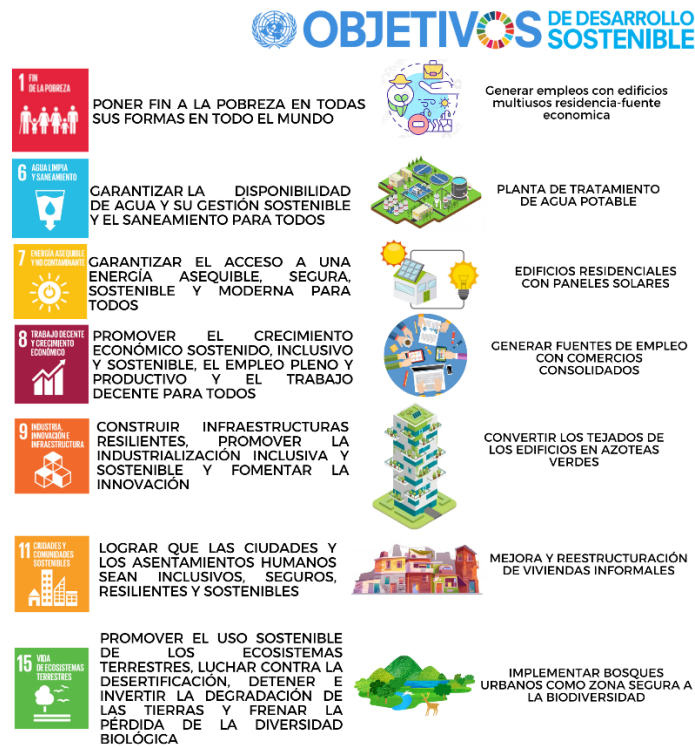 OBJETIVOS DE DESARROLLO
SOSTENIBLE
1 FIN
DE LA POBREZA
PONER FIN A LA POBREZA EN TODAS
SUS FORMAS EN TODO EL MUNDO
Generar empleos con edificios
multiusos residencia-fuente
economica
6 AGUA LIMPIA
Y SANEAMIENTO
GARANTIZAR LA DISPONIBILIDAD
DE AGUA Y SU GESTIÓN SOSTENIBLE
Y EL SANEAMIENTO PARA TODOS
PLANTA DE TRATAMIENTO
DE AGUA POTABLE
7 ENERGÍA ASEQUIBLE
Y NO CONTAMINANTE
GARANTIZAR EL ACCESO A UNA
ENERGÍA ASEQUIBLE, SEGURA,
SOSTENIBLE Y MODERNA PARA
TODOS
EDIFICIOS RESIDENCIALES
CON PANELES SOLARES
8 TRABAJO DECENTE
Y CRECIMIENTO
ECONÓMICO
PROMOVER EL CRECIMIENTO
ECONÓMICO SOSTENIDO, INCLUSIVO
Y SOSTENIBLE, EL EMPLEO PLENO Y
PRODUCTIVO Y EL TRABAJO
DECENTE PARA TODOS
GENERAR FUENTES DE EMPLEO
CON COMERCIOS
CONSOLIDADOS
9 INDUSTRIA,
INNOVACIÓN E
INFRAESTRUCTURA
CONSTRUIR INFRAESTRUCTURAS
RESILIENTES, PROMOVER LA
INDUSTRIALIZACIÓN INCLUSIVA Y
SOSTENIBLE Y FOMENTAR LA
INNOVACIÓN
CONVERTIR LOS TEJADOS DE
LOS EDIFICIOS EN AZOTEAS
VERDES
11 CIUDADES Y
COMUNIDADES
SOSTENIBLES
LOGRAR QUE LAS CIUDADES Y
LOS ASENTAMIENTOS HUMANOS
SEAN INCLUSIVOS, SEGUROS,
RESILIENTES Y SOSTENIBLES
MEJORA Y REESTRUCTURACIÓN
DE VIVIENDAS INFORMALES
15 VIDA
DE ECOSISTEMAS
TERRESTRES
PROMOVER EL USO SOSTENIBLE
DE LOS ECOSISTEMAS
TERRESTRES, LUCHAR CONTRA LA
DESERTIFICACIÓN, DETENER E
INVERTIR LA DEGRADACIÓN DE
LAS TIERRAS Y FRENAR LA
PÉRDIDA DE LA DIVERSIDAD
BIOLÓGICA
IMPLEMENTAR BOSQUES
URBANOS COMO ZONA SEGURA A
LA BIODIVERSIDAD